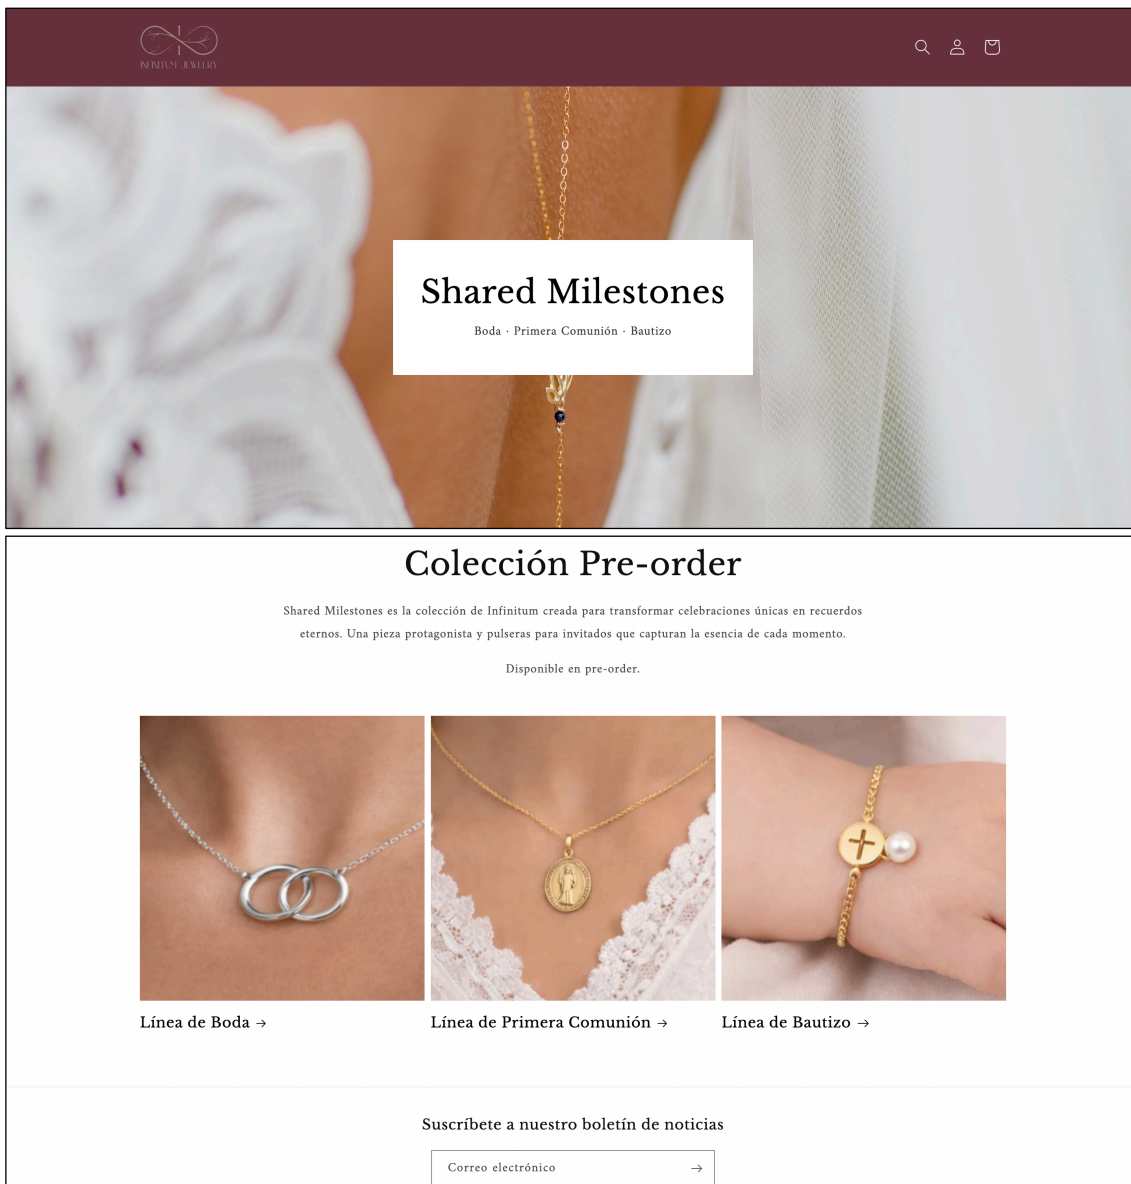 INFINITUM JEWELRY
Shared Milestones
Boda · Primera Comunión · Bautizo
Colección Pre-order
Shared Milestones es la colección de Infinitum creada para transformar celebraciones únicas en recuerdos
eternos. Una pieza protagonista y pulseras para invitados que capturan la esencia de cada momento.
Disponible en pre-order.
Línea de Boda →
Línea de Primera Comunión →
Línea de Bautizo →
Suscríbete a nuestro boletín de noticias
Correo electrónico →